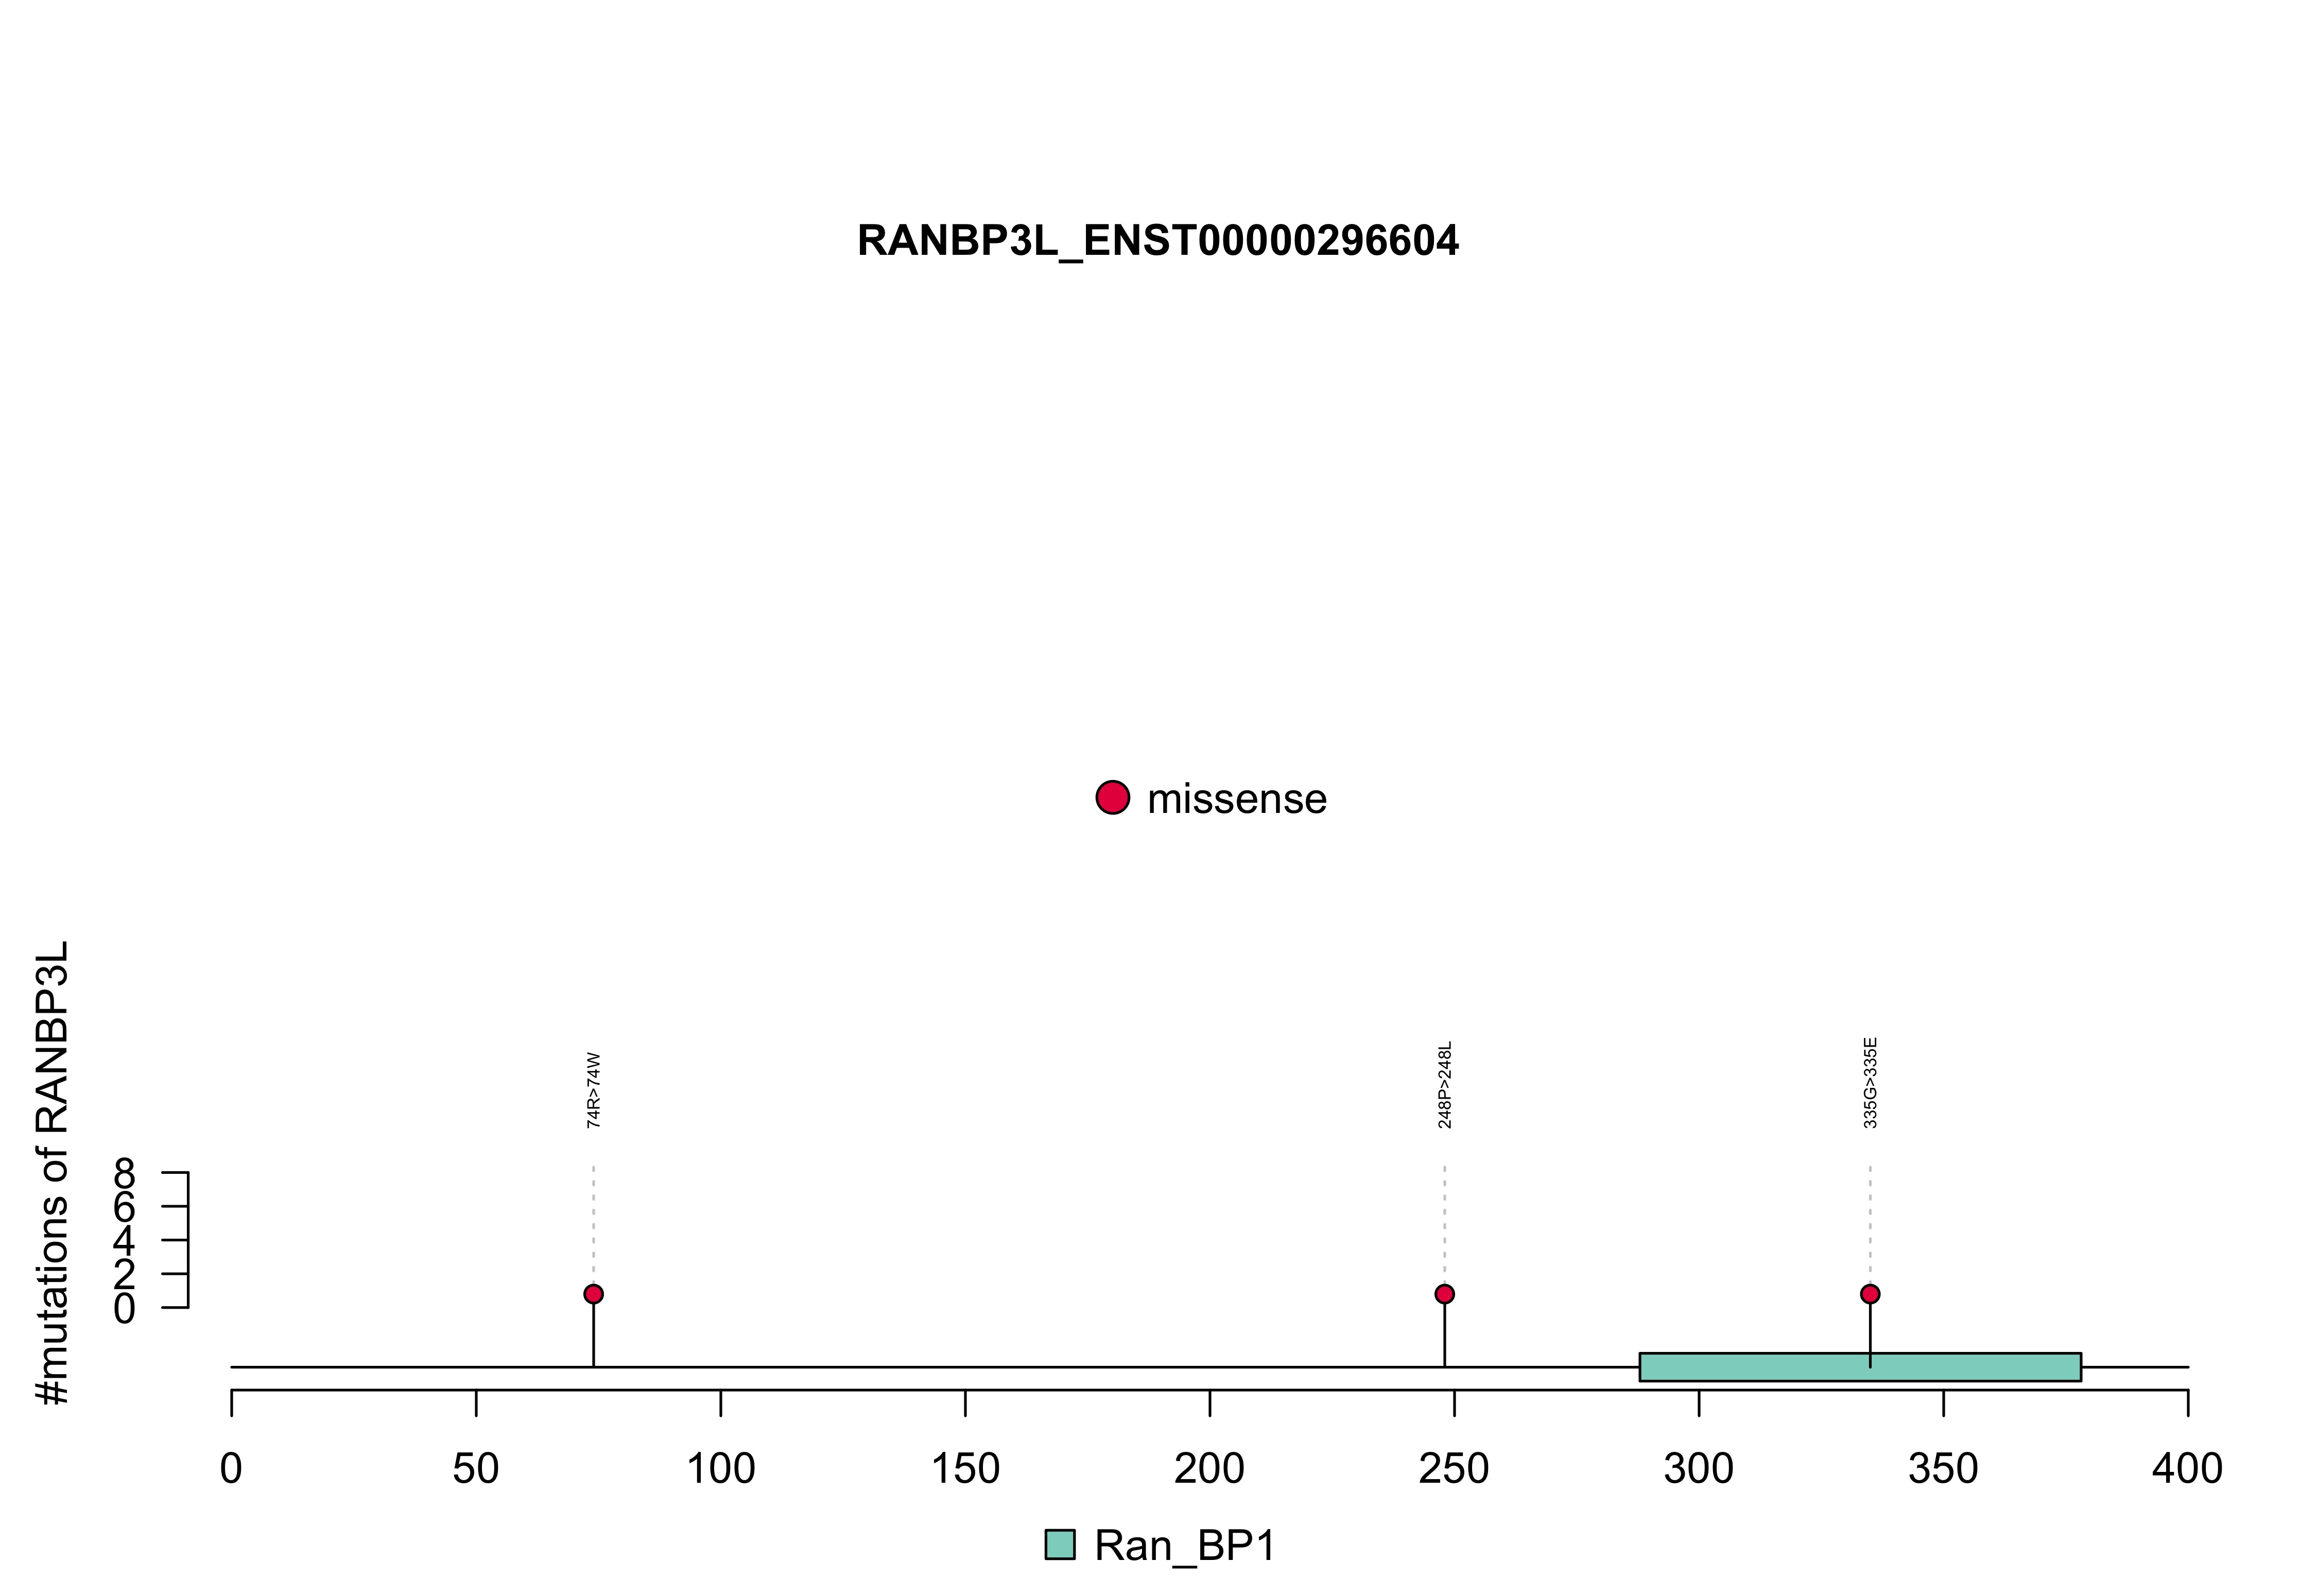 RANBP3L_ENST00000296604
missense
#mutations of RANBP3L
74R>74W
248P>248L
335G>335E
8
6
4
2
0
0 50 100 150 200 250 300 350 400
Ran_BP1